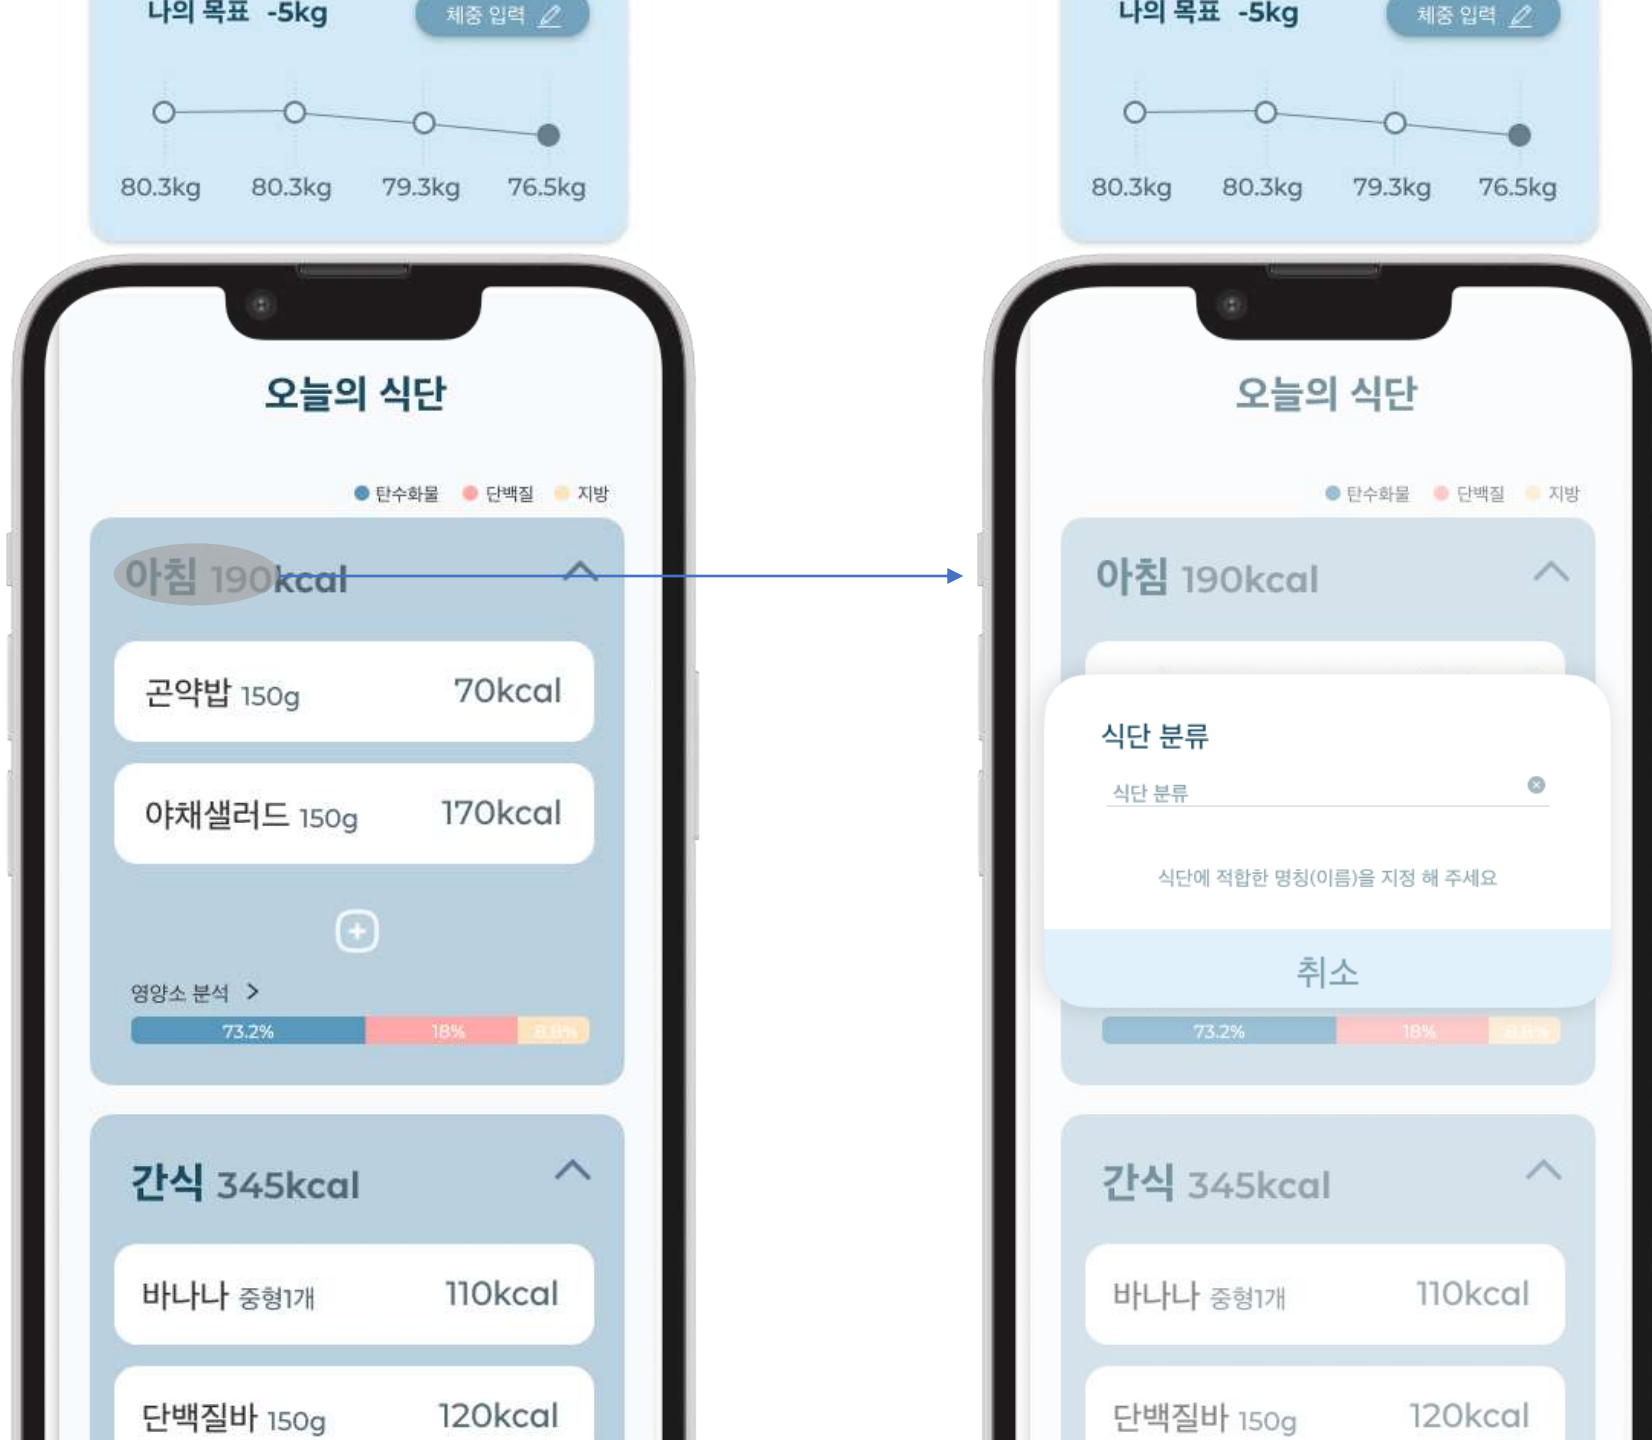 나의 목표 -5kg
체중 입력
80.3kg 80.3kg 79.3kg 76.5kg
오늘의 식단
탄수화물 단백질 지방
아침 190kcal
곤약밥 150g 70kcal
야채샐러드 150g 170kcal
영양소 분석 >
73.2% 18% 8.8%
간식 345kcal
바나나 중형1개 110kcal
단백질바 150g 120kcal
나의 목표 -5kg
체중 입력
80.3kg 80.3kg 79.3kg 76.5kg
오늘의 식단
탄수화물 단백질 지방
아침 190kcal
식단 분류
식단 분류
식단에 적합한 명칭(이름)을 지정 해 주세요
취소
73.2% 18% 8.8%
간식 345kcal
바나나 중형1개 110kcal
단백질바 150g 120kcal